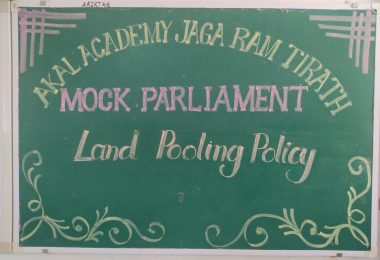 AKAL ACADEMY JAGA RAM TIRATH
MOCK PARLIAMENT
Land Pooling Policy